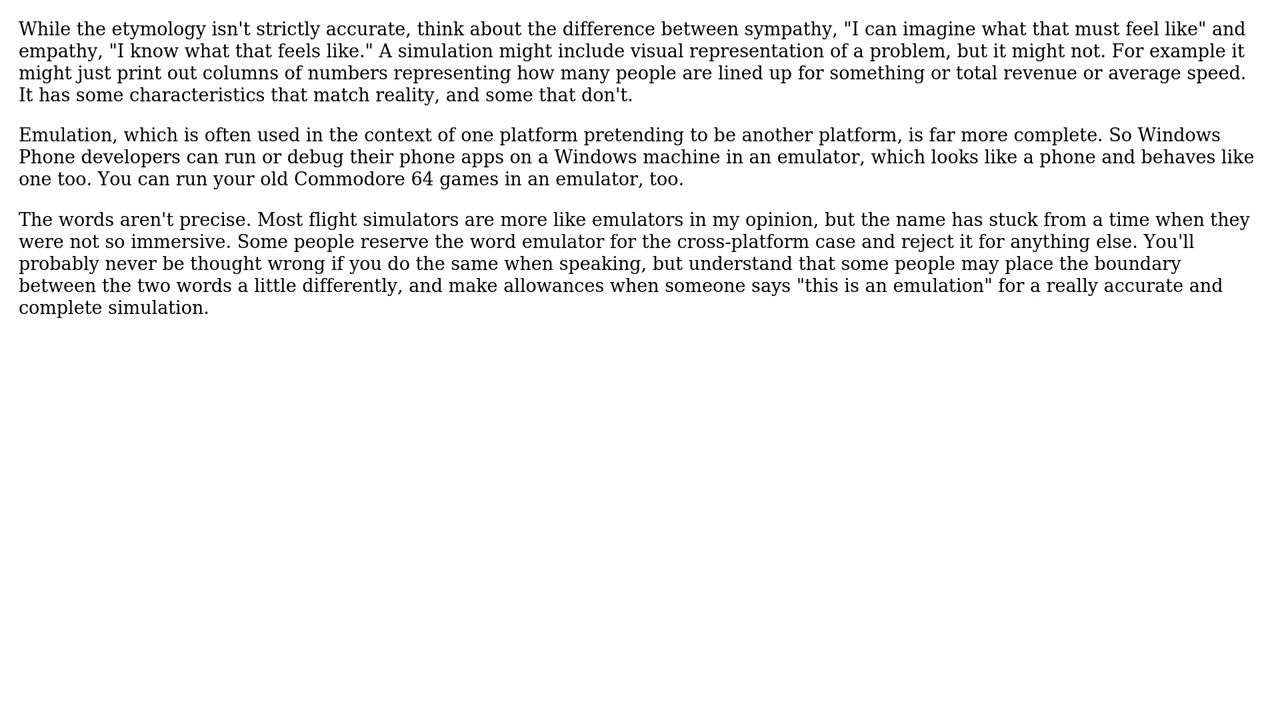 While the etymology isn't strictly accurate, think about the difference between sympathy, "I can imagine what that must feel like" and
empathy, "I know what that feels like." A simulation might include visual representation of a problem, but it might not. For example it
might just print out columns of numbers representing how many people are lined up for something or total revenue or average speed.
It has some characteristics that match reality, and some that don't.
Emulation, which is often used in the context of one platform pretending to be another platform, is far more complete. So Windows
Phone developers can run or debug their phone apps on a Windows machine in an emulator, which looks like a phone and behaves like
one too. You can run your old Commodore 64 games in an emulator, too.
The words aren't precise. Most flight simulators are more like emulators in my opinion, but the name has stuck from a time when they
were not so immersive. Some people reserve the word emulator for the cross-platform case and reject it for anything else. You'll
probably never be thought wrong if you do the same when speaking, but understand that some people may place the boundary
between the two words a little differently, and make allowances when someone says "this is an emulation" for a really accurate and
complete simulation.